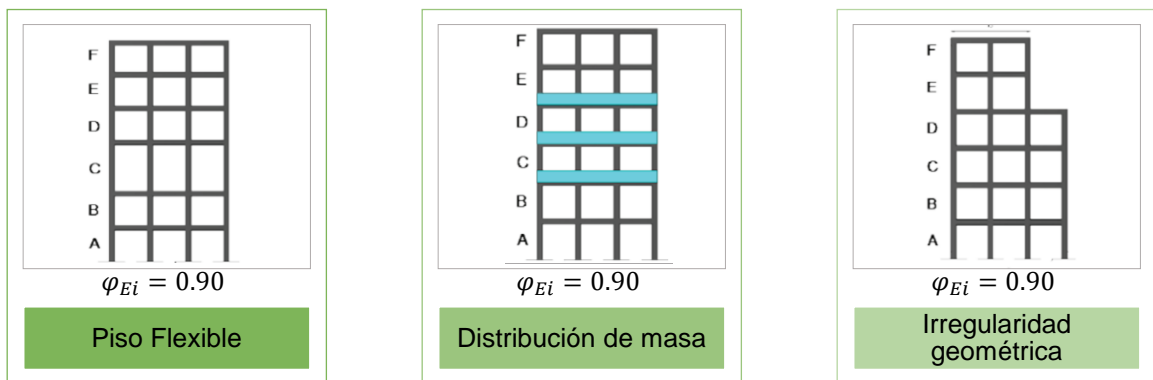 F
E
D
C
B
A
φEi = 0.90
Piso Flexible
F
E
D
C
B
A
φEi = 0.90
Distribución de masa
F
E
D
C
B
A
φEi = 0.90
Irregularidad
geométrica